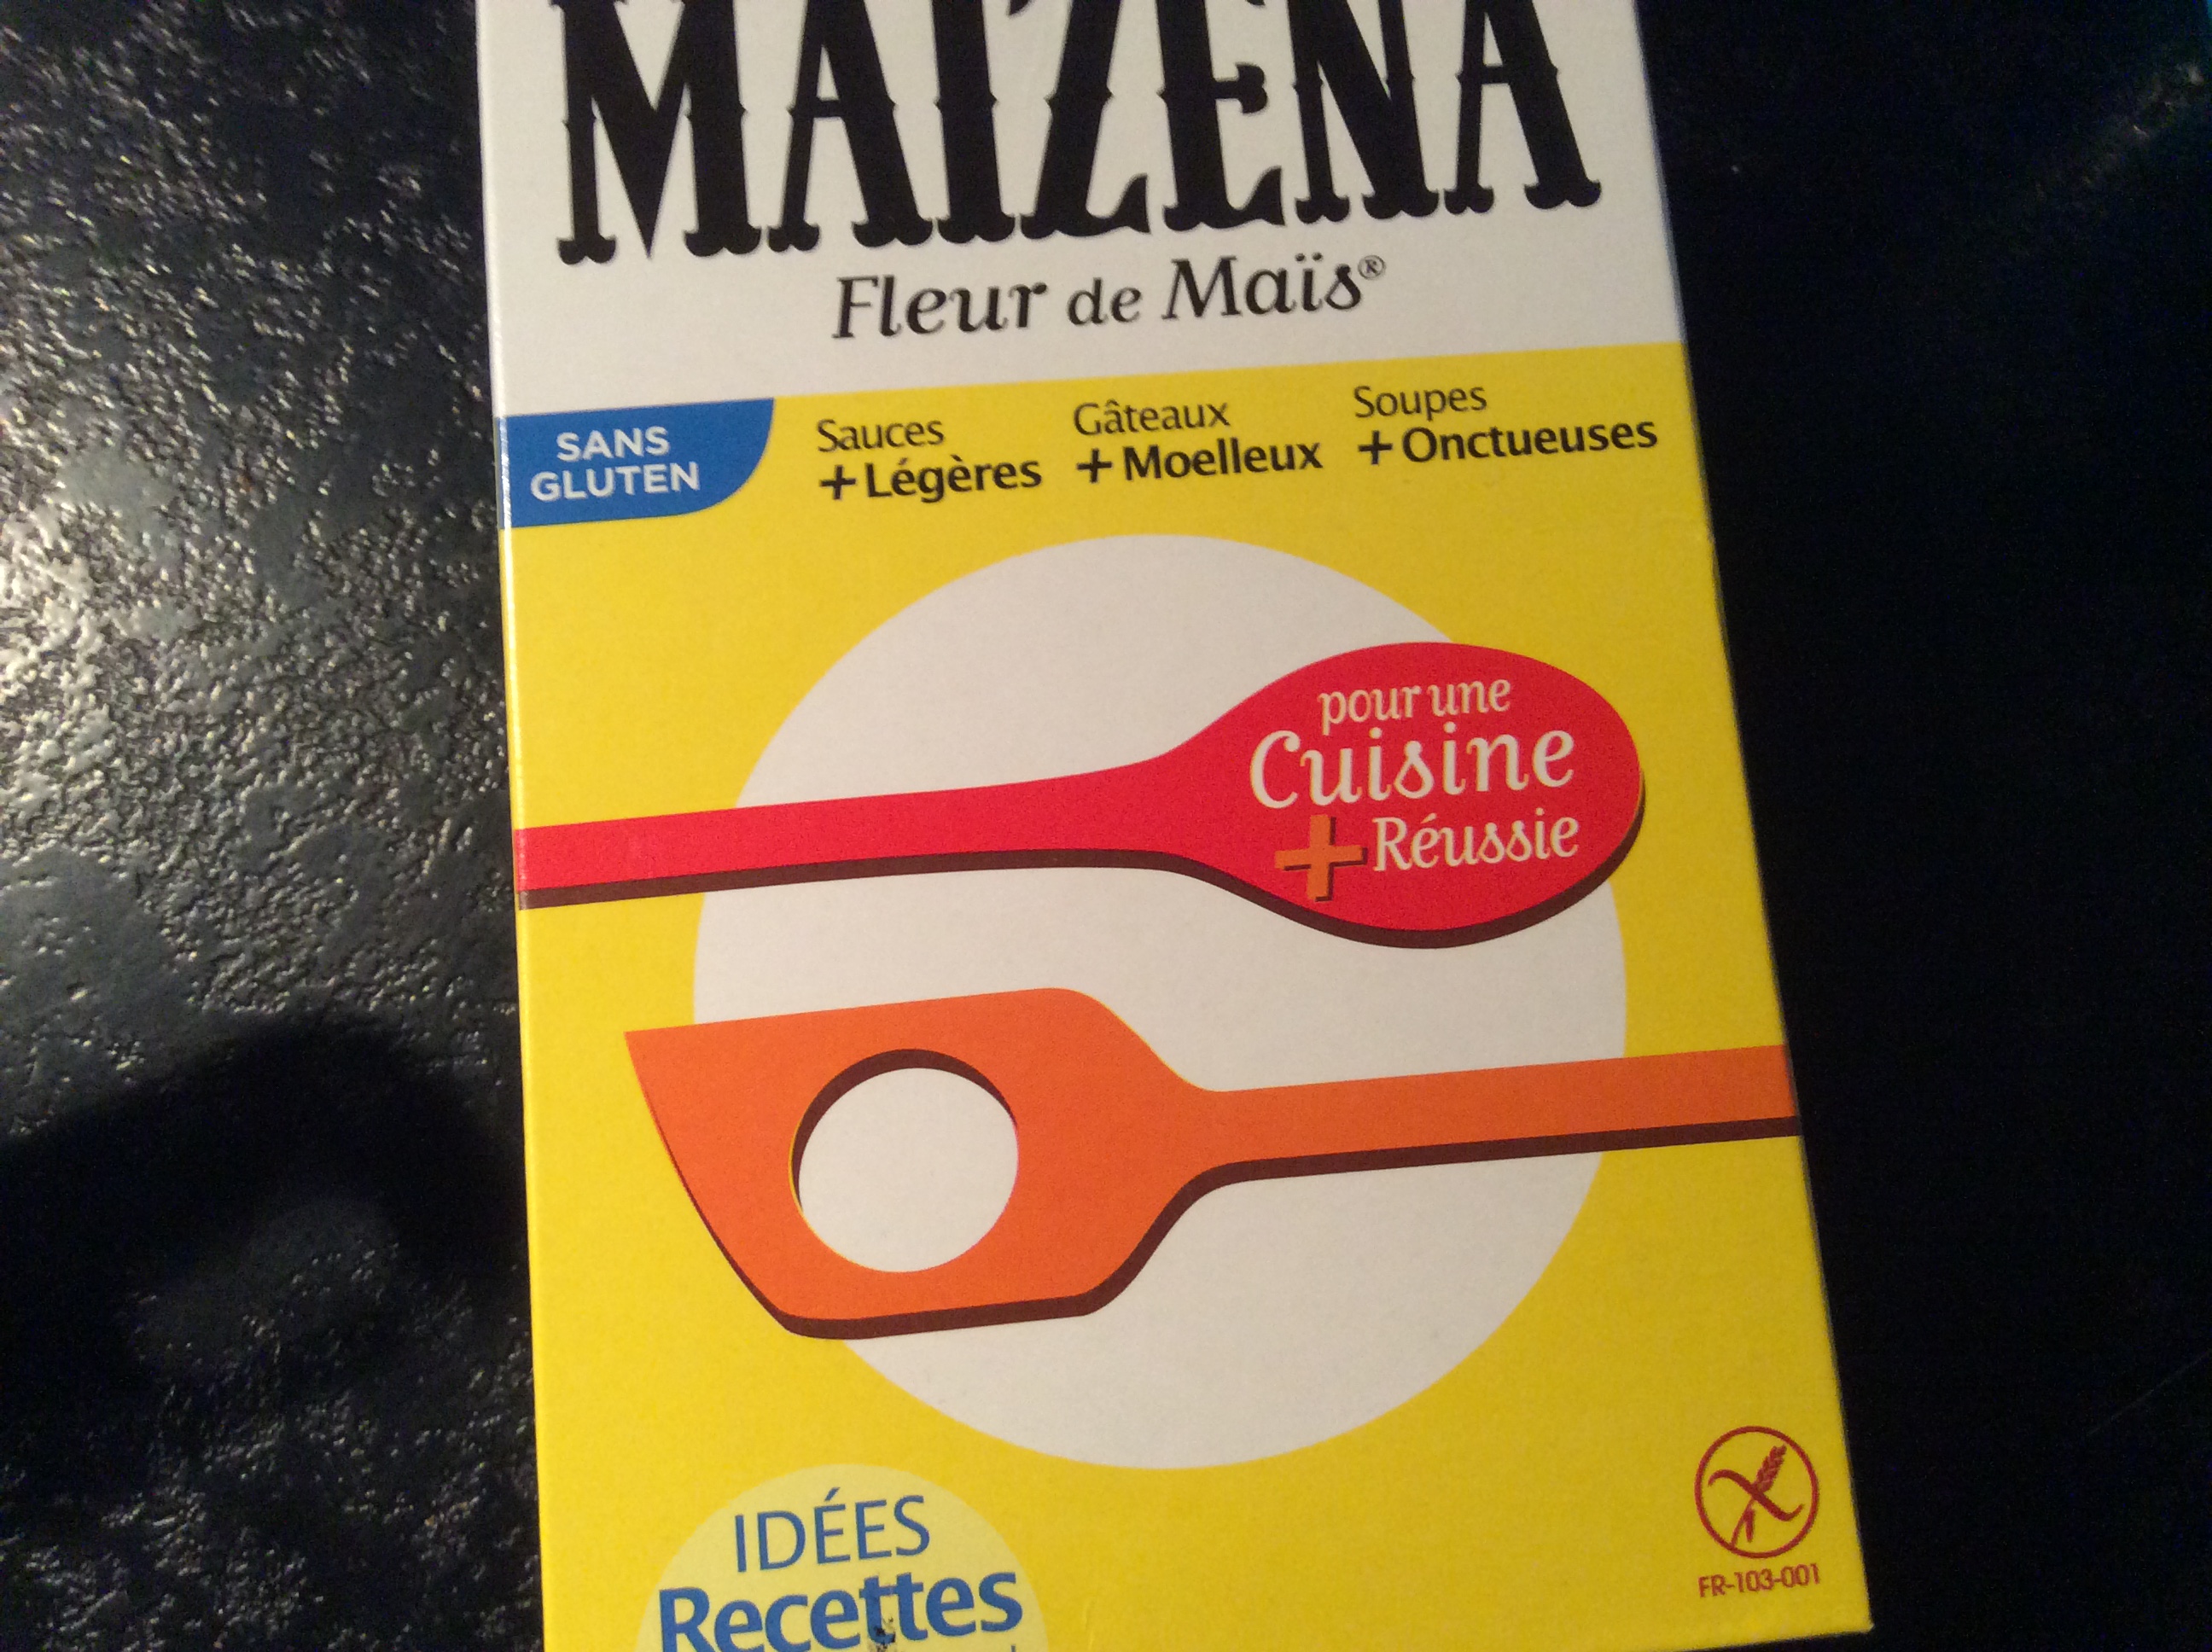 MAIZENA
Fleur de Maïs®
SANS
GLUTEN
Sauces
+Légères
Gâteaux
+Moelleux
Soupes
+Onctueuses
pour une
Cuisine
+Réussie
IDÉES
Recettes
FR-103-001